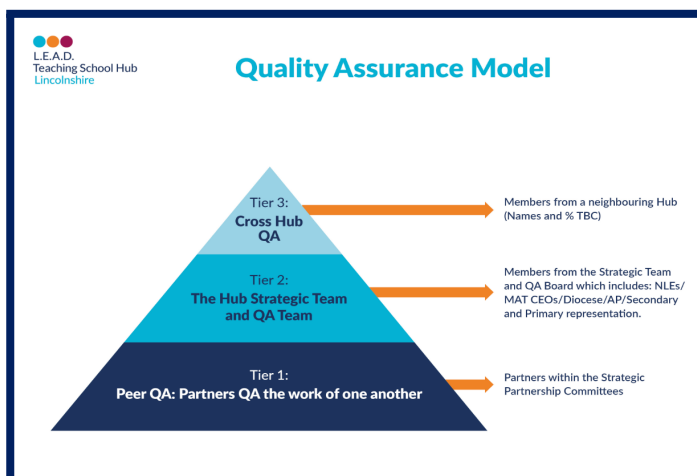 L.E.A.D.
Teaching School Hub
Lincolnshire
Quality Assurance Model
Tier 3:
Cross Hub
QA
Members from a neighbouring Hub
(Names and % TBC)
Tier 2:
The Hub Strategic Team
and QA Team
Members from the Strategic Team
and QA Board which includes: NLEs/
MAT CEOs/Diocese/AP/Secondary
and Primary representation.
Tier 1:
Peer QA: Partners QA the work of one another
Partners within the Strategic
Partnership Committees